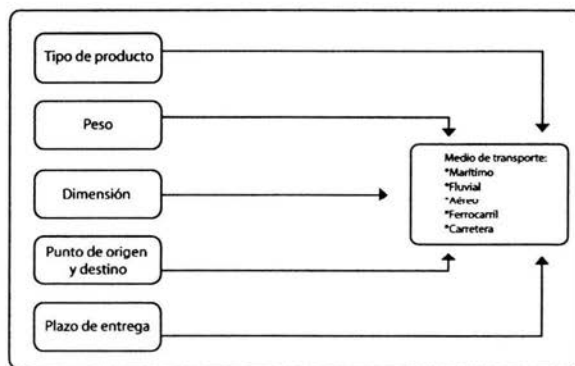 Tipo de producto
Peso
Dimensión
Punto de origen
y destino
Plazo de entrega
Medio de transporte:
*Marítimo
*Fluvial
*Aéreo
*Ferrocarril
*Carretera